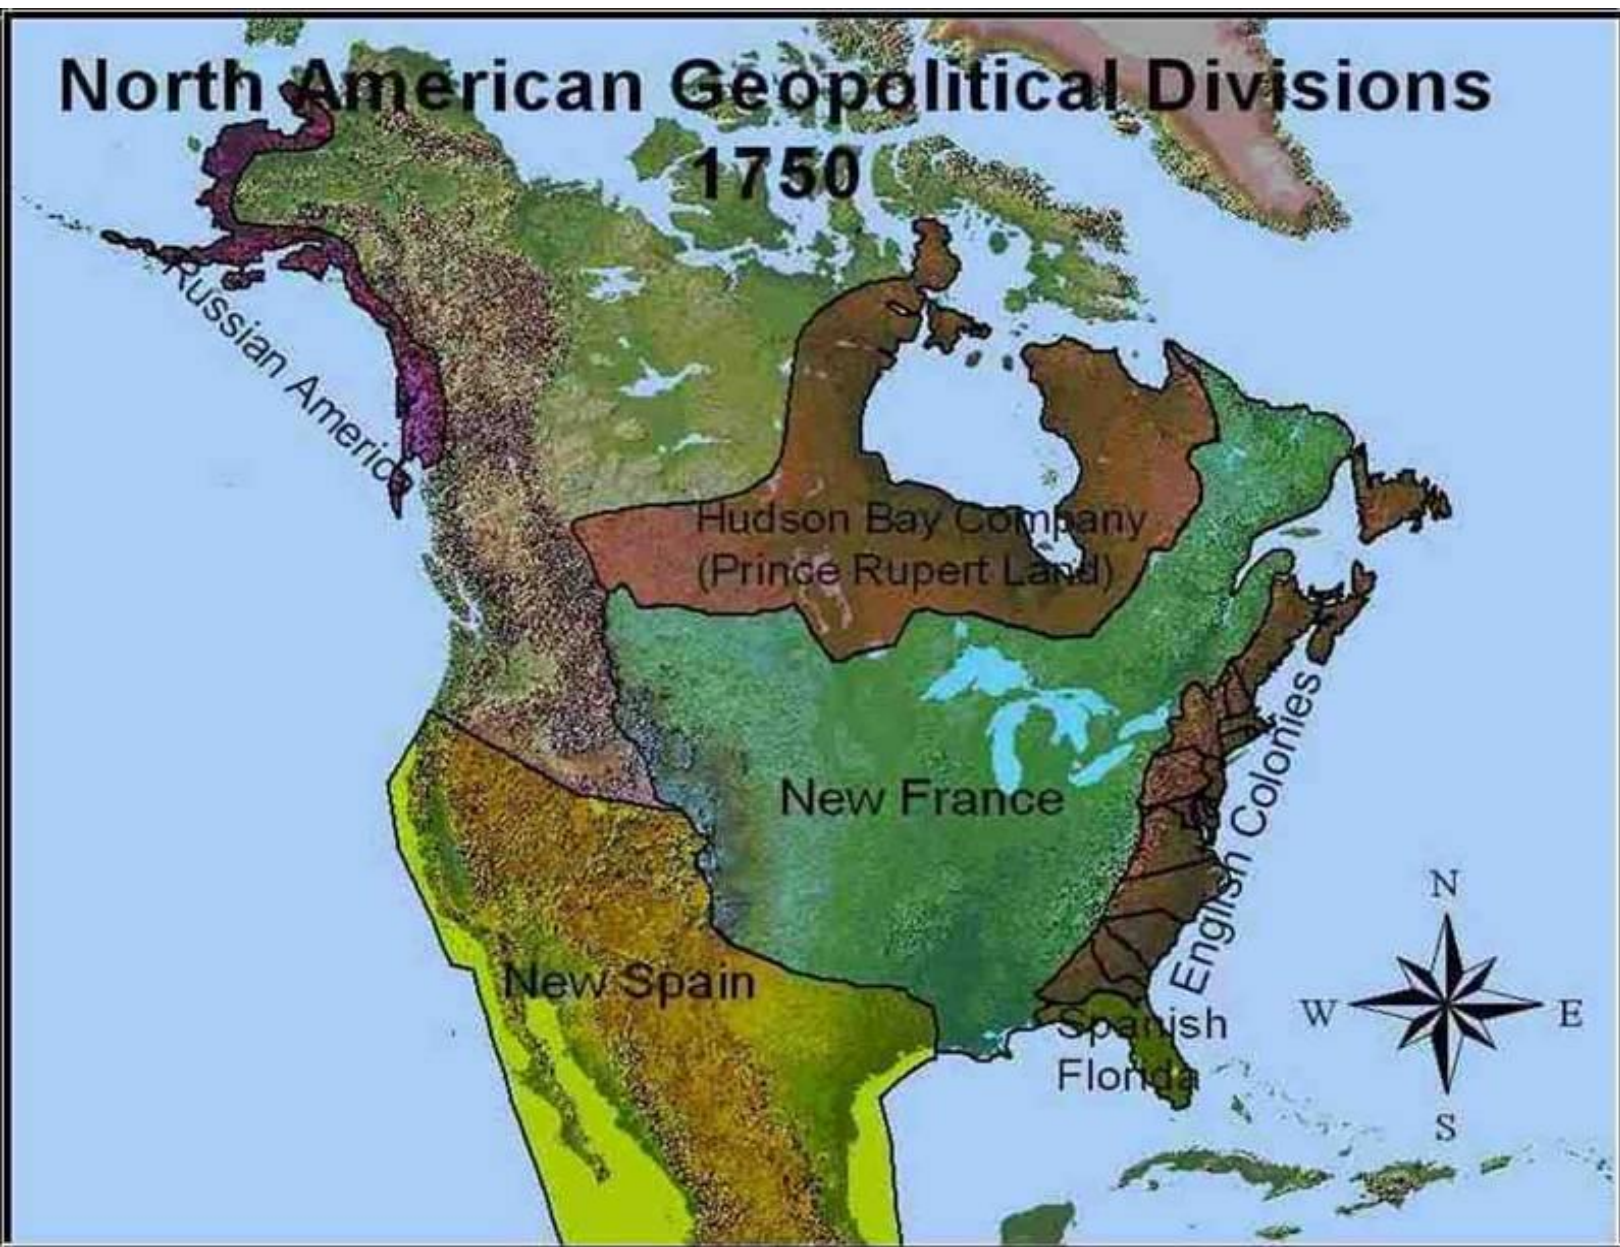 North American Geopolitical Divisions
1750
Russian America
Hudson Bay Company
(Prince Rupert Land)
New France
English Colonies
New Spain
Spanish
Florida
N
W
E
S